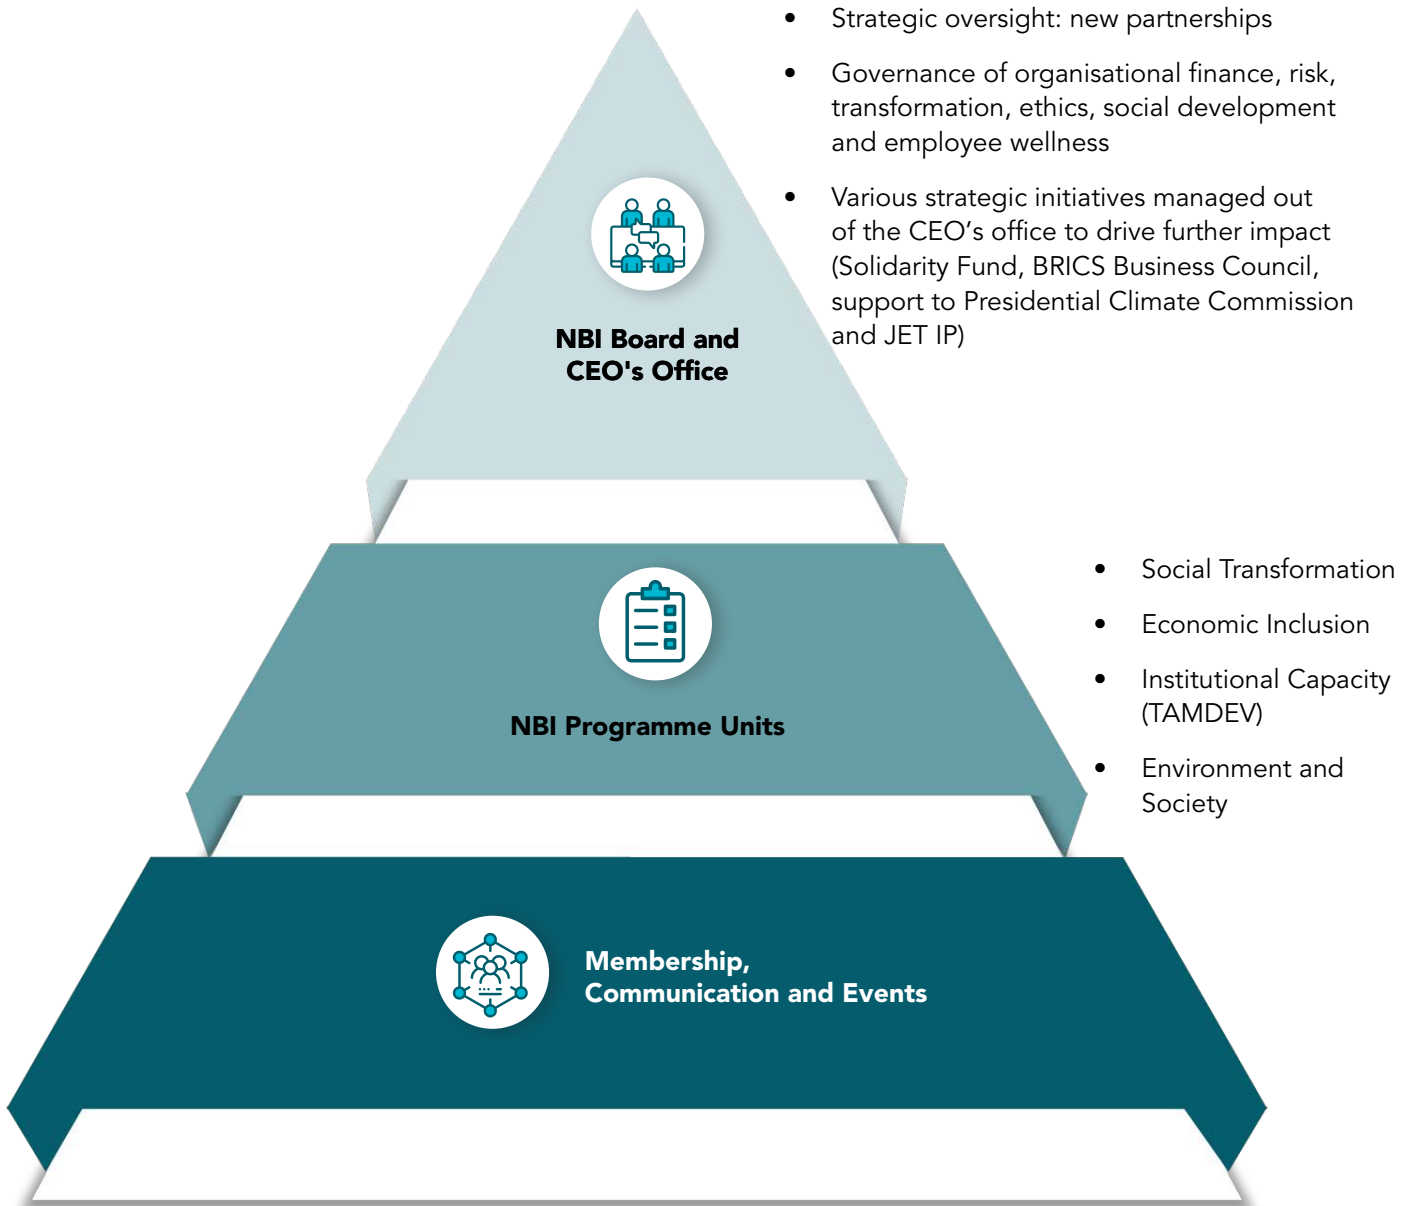 • Strategic oversight: new partnerships
• Governance of organisational finance, risk,
transformation, ethics, social development
and employee wellness
• Various strategic initiatives managed out
of the CEO’s office to drive further impact
(Solidarity Fund, BRICS Business Council,
support to Presidential Climate Commission
and JET IP)
NBI Board and
CEO's Office
• Social Transformation
• Economic Inclusion
• Institutional Capacity
(TAMDEV)
• Environment and
Society
NBI Programme Units
Membership,
Communication and Events